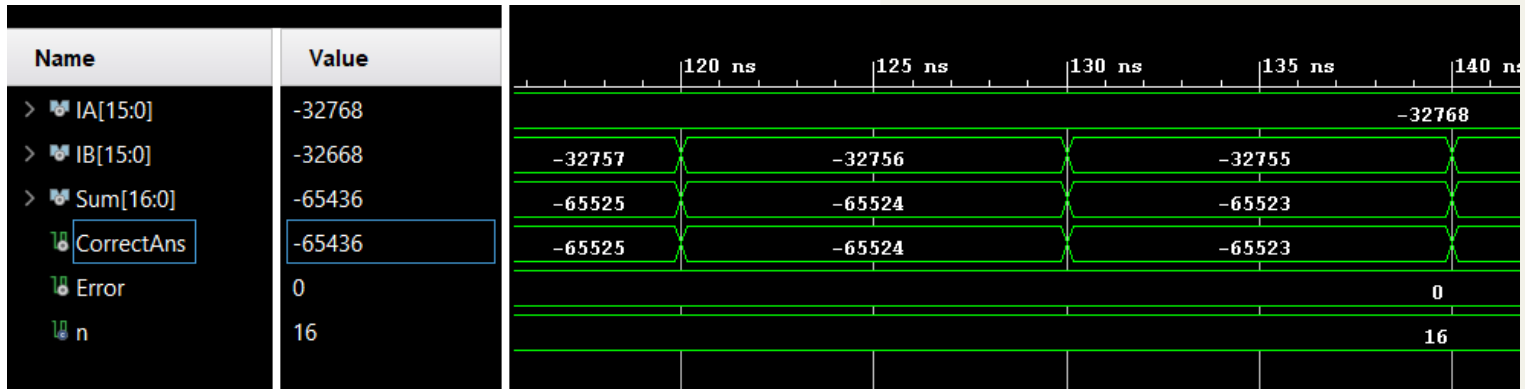 Name Value 120 ns 125 ns 130 ns 135 ns 140 ns
IA[15:0] -32768 -32768
IB[15:0] -32668 -32757 -32756 -32755
Sum[16:0] -65436 -65525 -65524 -65523
CorrectAns -65436 -65525 -65524 -65523
Error 0 0
n 16 16